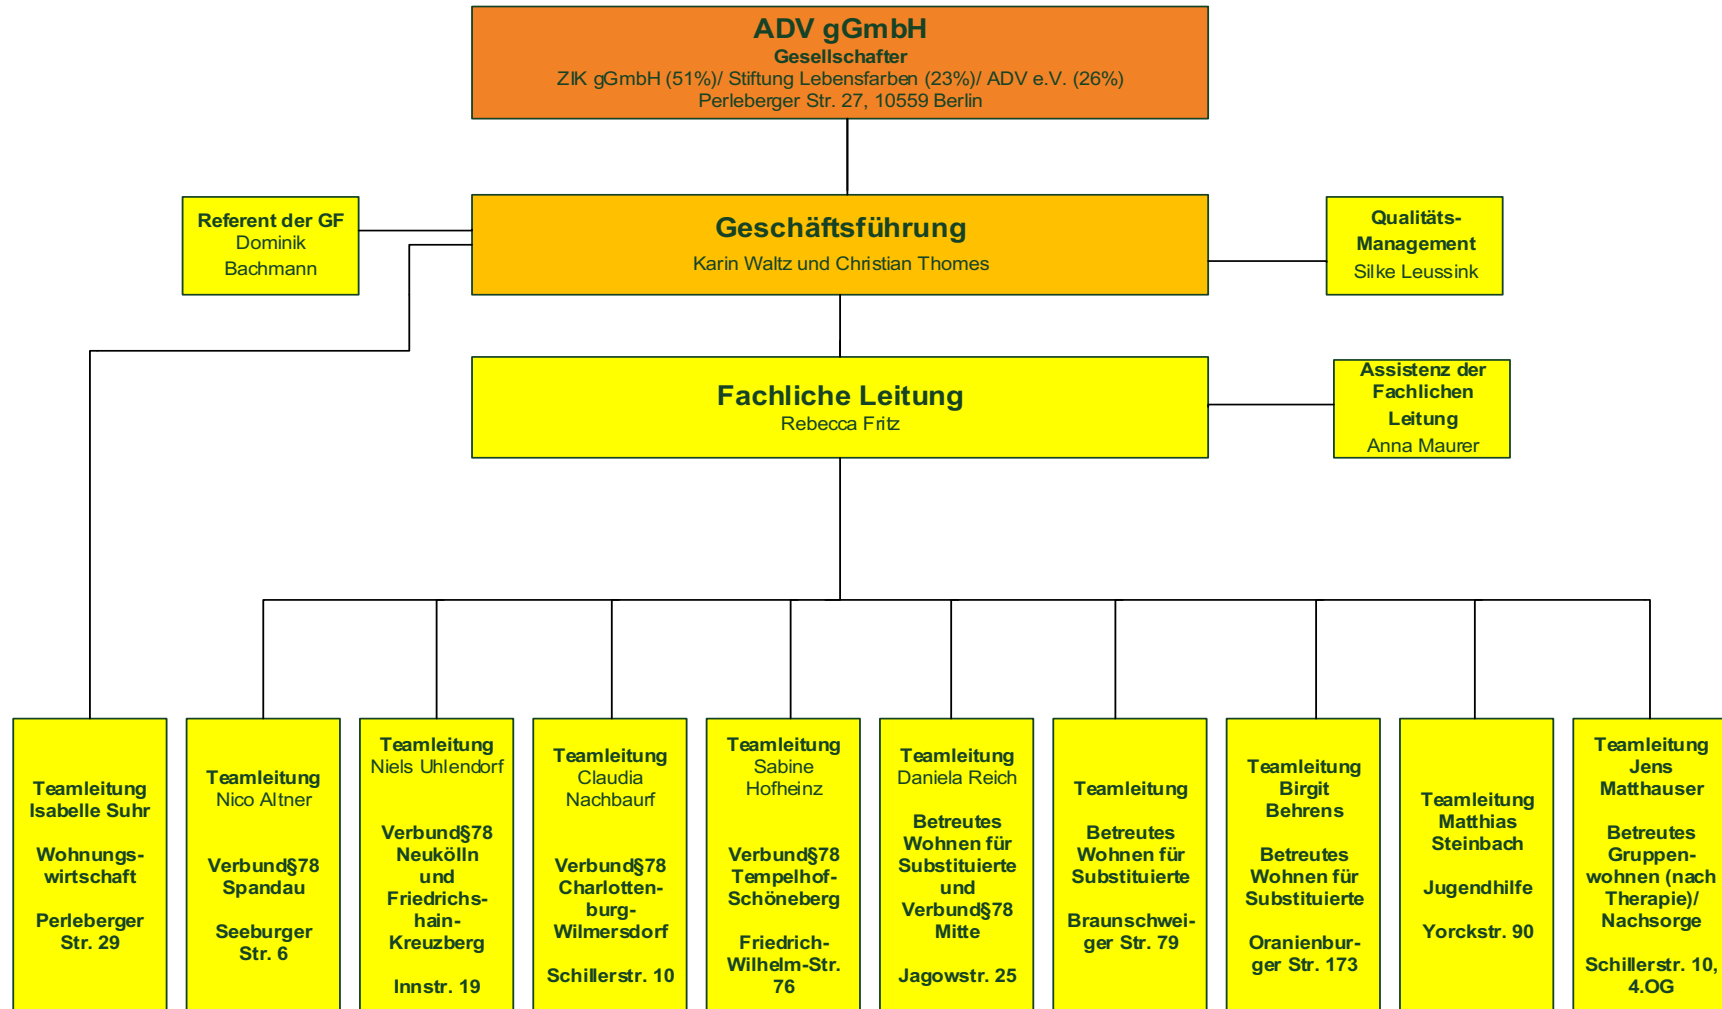 ADV gGmbH
Gesellschafter
ZIK gGmbH (51%)/ Stiftung Lebensfarben (23%)/ ADV e.V. (26%)
Perleberger Str. 27, 10559 Berlin
Referent der GF
Dominik
Bachmann
Geschäftsführung
Karin Waltz und Christian Thomes
Qualitäts-
Management
Silke Leussink
Fachliche Leitung
Rebecca Fritz
Assistenz der
Fachlichen
Leitung
Anna Maurer
Teamleitung
Isabelle Suhr
Wohnungs-
wirtschaft
Perleberger
Str. 29
Teamleitung
Nico Altner
Verbund§78
Spandau
Seeburger
Str. 6
Teamleitung
Niels Uhlendorf
Verbund§78
Neukölln
und
Friedrichs-
hain-
Kreuzberg
Innstr. 19
Teamleitung
Claudia
Nachbaurf
Verbund§78
Charlotten-
burg-
Wilmersdorf
Schillerstr. 10
Teamleitung
Sabine
Hofheinz
Verbund§78
Tempelhof-
Schöneberg
Friedrich-
Wilhelm-Str.
76
Teamleitung
Daniela Reich
Betreutes
Wohnen für
Substituierte
und
Verbund§78
Mitte
Jagowstr. 25
Teamleitung
Betreutes
Wohnen für
Substituierte
Braunschwei-
ger Str. 79
Teamleitung
Birgit
Behrens
Betreutes
Wohnen für
Substituierte
Oranienbur-
ger Str. 173
Teamleitung
Matthias
Steinbach
Jugendhilfe
Yorckstr. 90
Teamleitung
Jens
Matthauser
Betreutes
Gruppen-
wohnen (nach
Therapie)/
Nachsorge
Schillerstr. 10,
4.OG